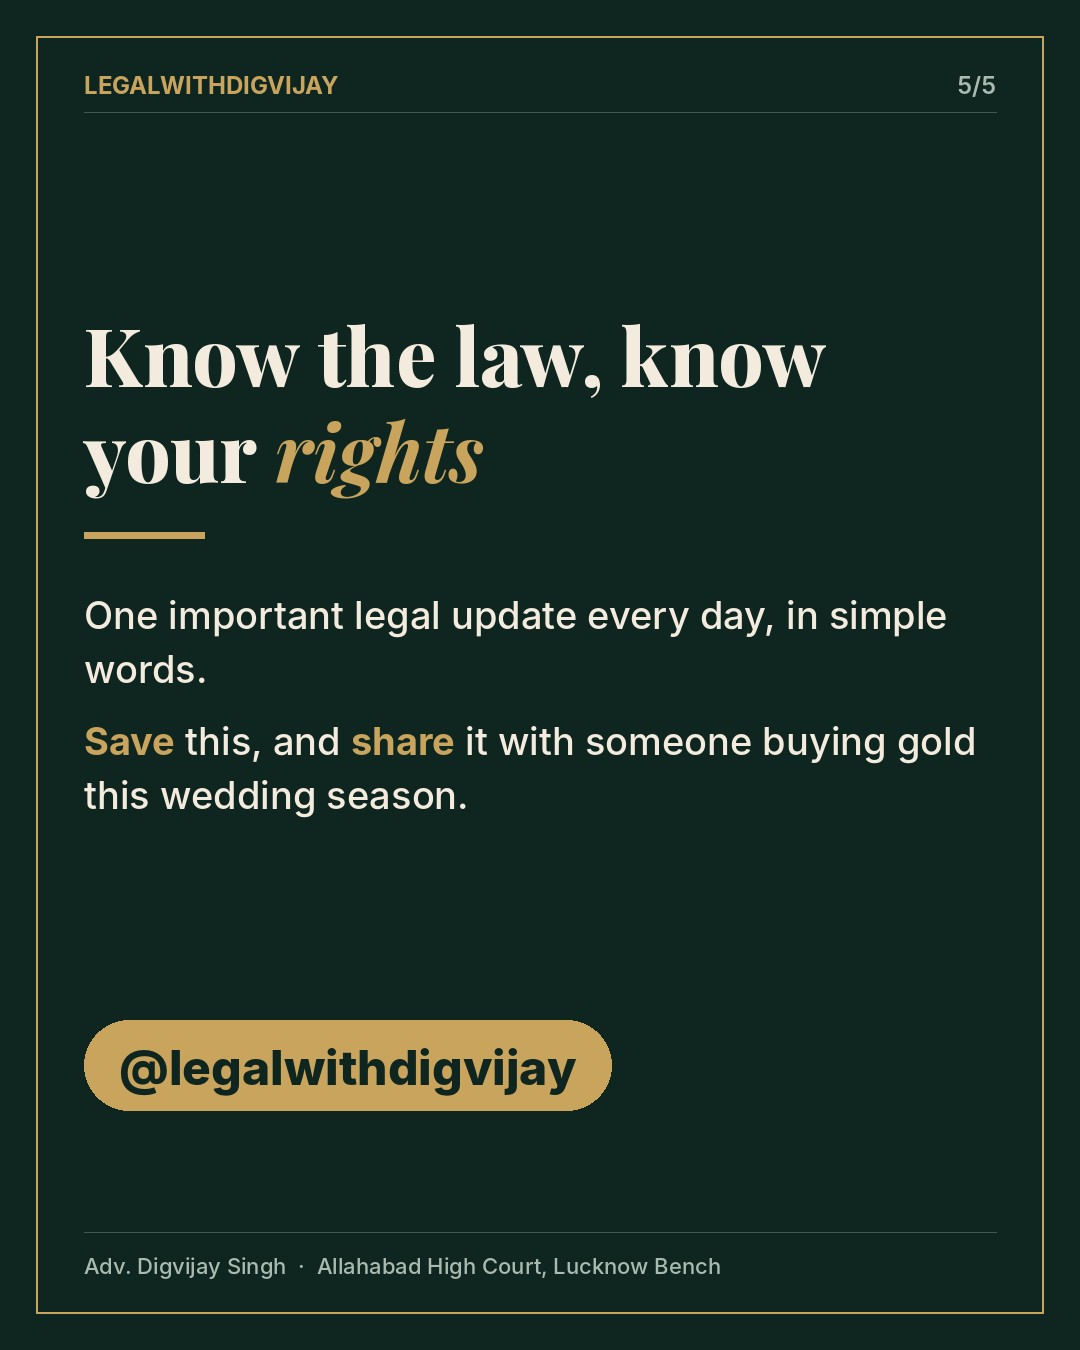 LEGALWITHDIGVIJAY
5/5
Know the law, know
your rights
One important legal update every day, in simple
words.
Save this, and share it with someone buying gold
this wedding season.
@legalwithdigvijay
Adv. Digvijay Singh · Allahabad High Court, Lucknow Bench